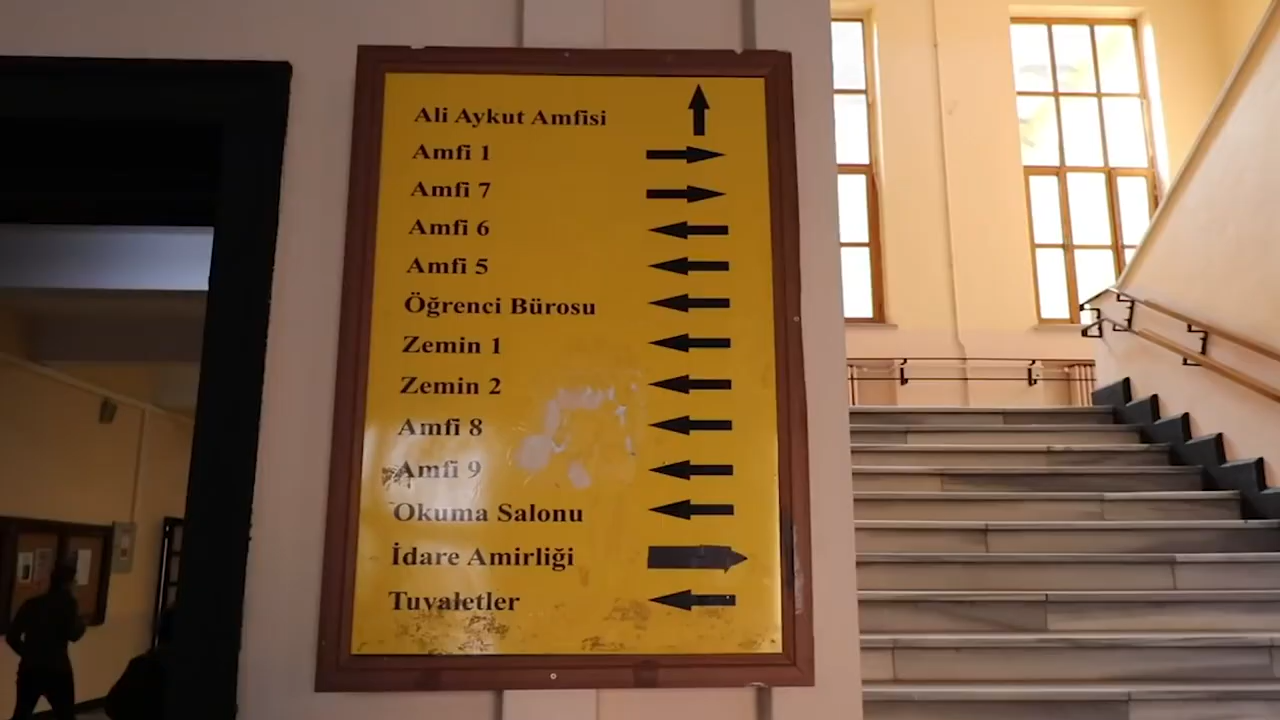 Ali Aykut Amfisi
Amfi 1
Amfi 7
Amfi 6
Amfi 5
Öğrenci Bürosu
Zemin 1
Zemin 2
Amfi 8
Amfi 9
Okuma Salonu
İdare Amirliği
Tuvaletler